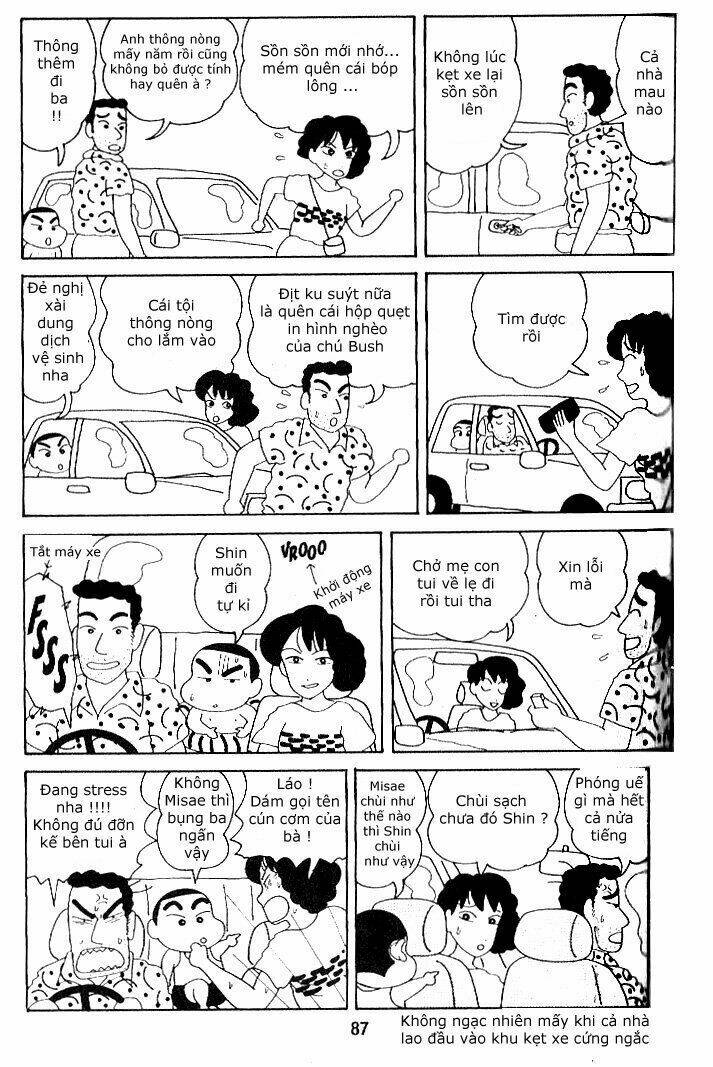 Thông
thêm
đi
ba
!!
Anh thông nòng
mấy năm rồi cũng
không bỏ được tính
hay quên à ?
Sồn sồn mới nhớ...
mém quên cái bóp
lông ...
Không lúc
kẹt xe lại
sồn sồn
lên
Cả
nhà
mau
nào
Đẻ nghị
xài
dung
dịch
vệ sinh
nha
Cái tội
thông nòng
cho lắm vào
Địt ku suýt nữa
là quên cái hộp quẹt
in hình nghèo
của chú Bush
Tìm được
rồi
Tắt máy xe
FSSSS
Shin
muốn
đi
tự kỉ
VROOO
Khởi động
máy xe
Chở mẹ con
tui về lẹ đi
rồi tui tha
Xin lỗi
mà
Đang stress
nha !!!!
Không đú đỡn
kế bên tui à
Không
Misae thì
bụng ba
ngấn
vậy
Láo !
Dám gọi tên
cún cơm của
bà !
Misae
chùi như
thế nào
thì Shin
chùi
như vậy
Chùi sạch
chưa đó Shin ?
Phóng uế
gì mà hết
cả nửa
tiếng
87
Không ngạc nhiên mấy khi cả nhà
lao đầu vào khu kẹt xe cứng ngắc